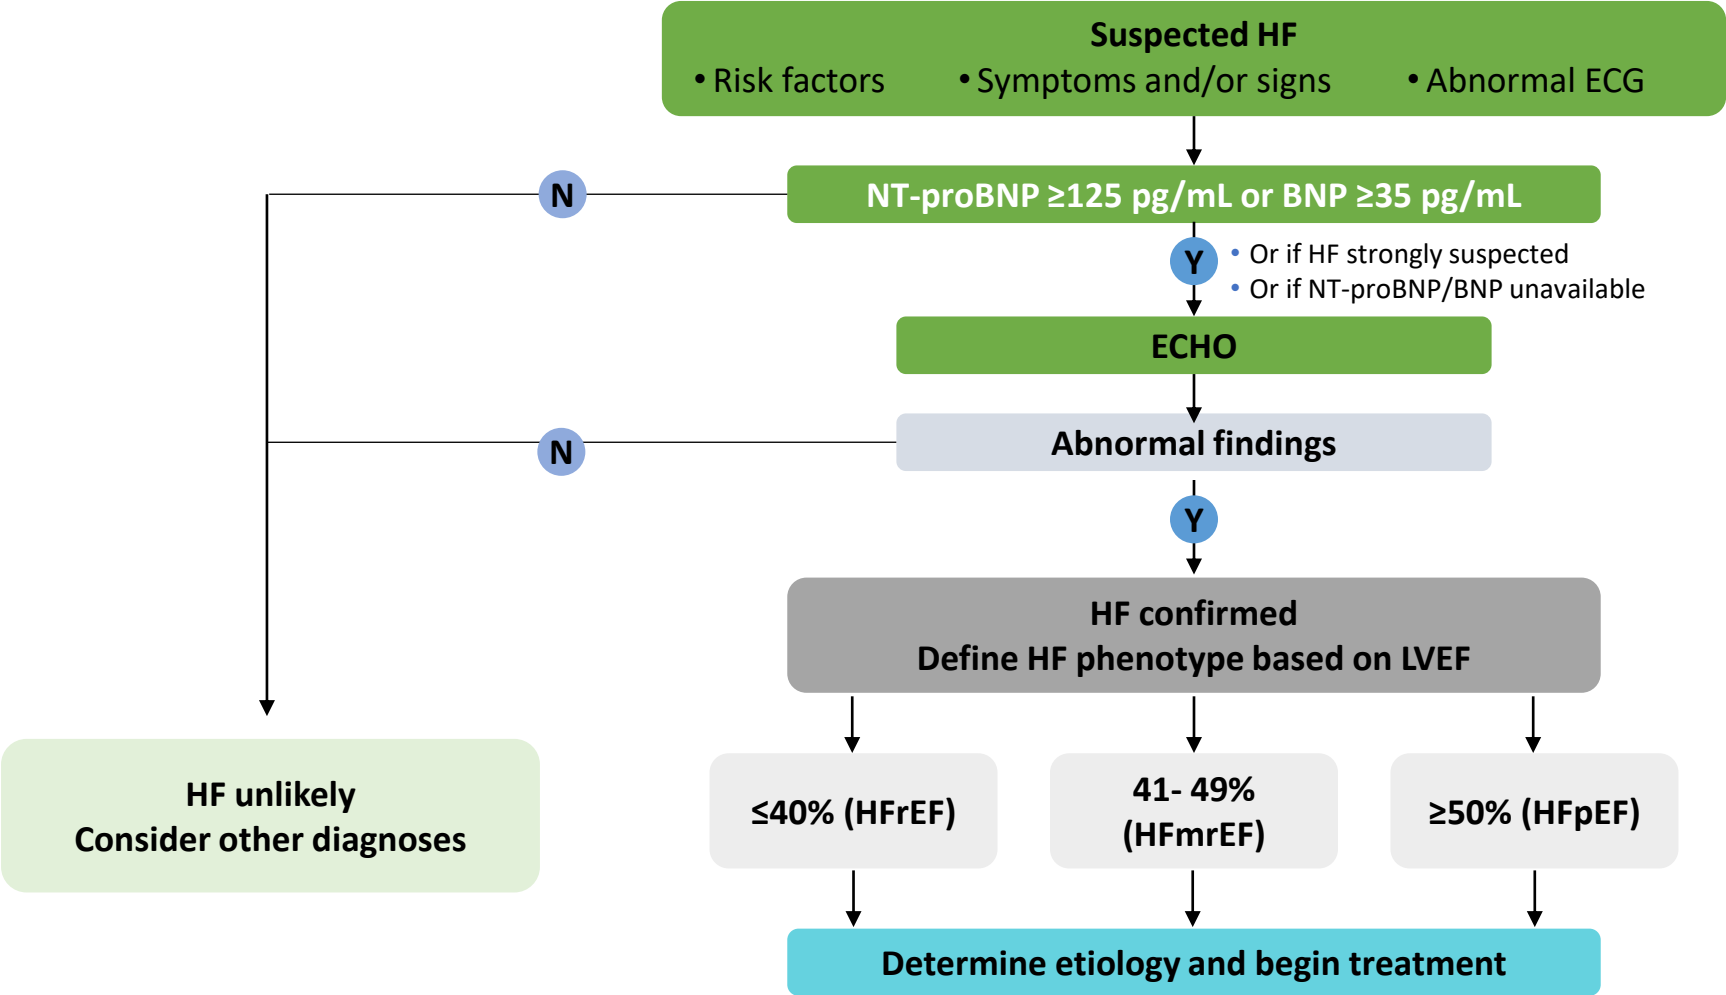 Suspected HF
• Risk factors • Symptoms and/or signs • Abnormal ECG
N
NT-proBNP ≥125 pg/mL or BNP ≥35 pg/mL
Y
• Or if HF strongly suspected
• Or if NT-proBNP/BNP unavailable
ECHO
N
Abnormal findings
Y
HF confirmed
Define HF phenotype based on LVEF
HF unlikely
Consider other diagnoses
≤40% (HFrEF)
41- 49%
(HFmrEF)
≥50% (HFpEF)
Determine etiology and begin treatment